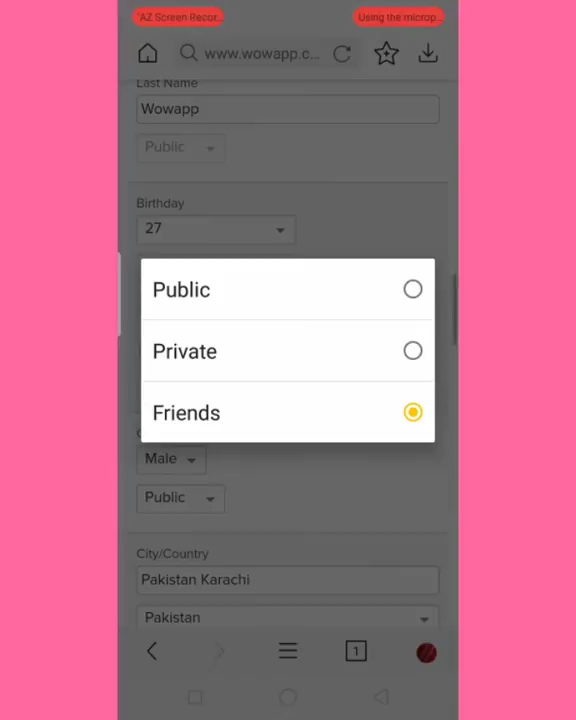 "AZ Screen Recor...
Using the microp...
www.wowapp.c...
Last Name
Wowapp
Public
Birthday
27
Public
Private
Friends
Male
Public
City/Country
Pakistan Karachi
Pakistan
1